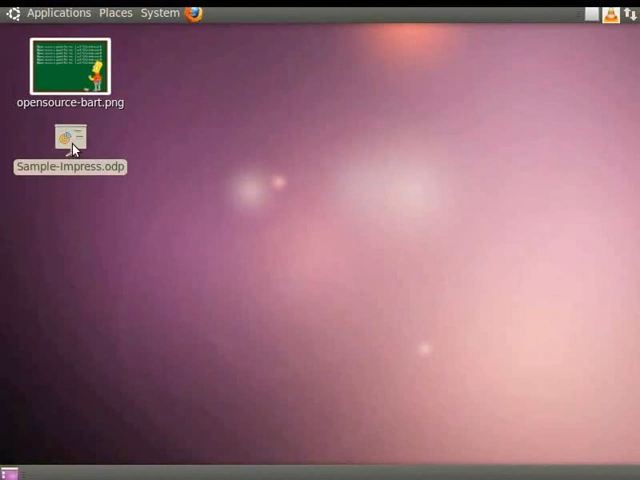 Applications Places System
opensource-bart.png
Sample-Impress.odp